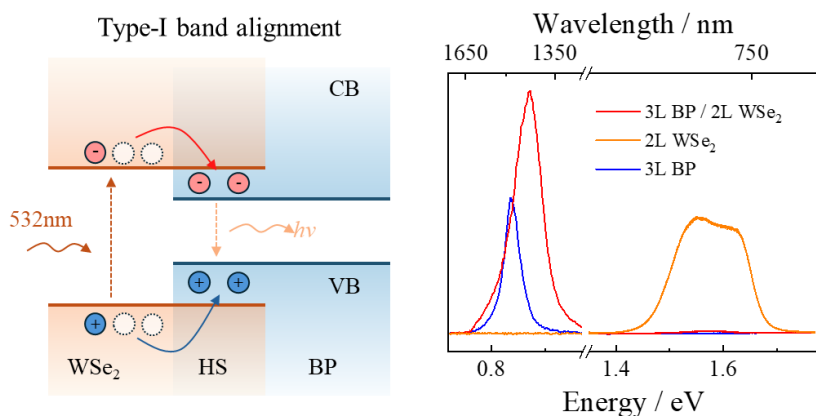 Type-I band alignment
CB
532nm
hν
VB
WSe₂
HS
BP
Wavelength / nm
1650
1350
750
3L BP / 2L WSe₂
2L WSe₂
3L BP
0.8
1.4
1.6
Energy / eV